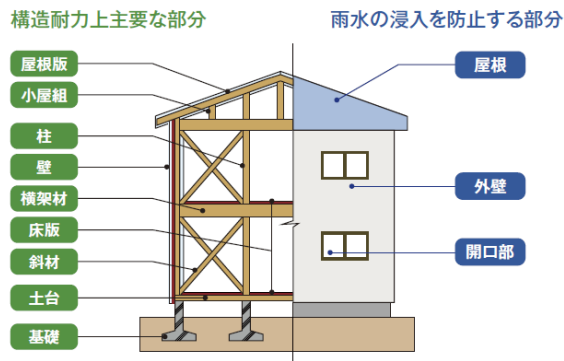 構造耐力上主要な部分
雨水の浸入を防止する部分
屋根版
小屋組
柱
壁
横架材
床版
斜材
土台
基礎
屋根
外壁
開口部